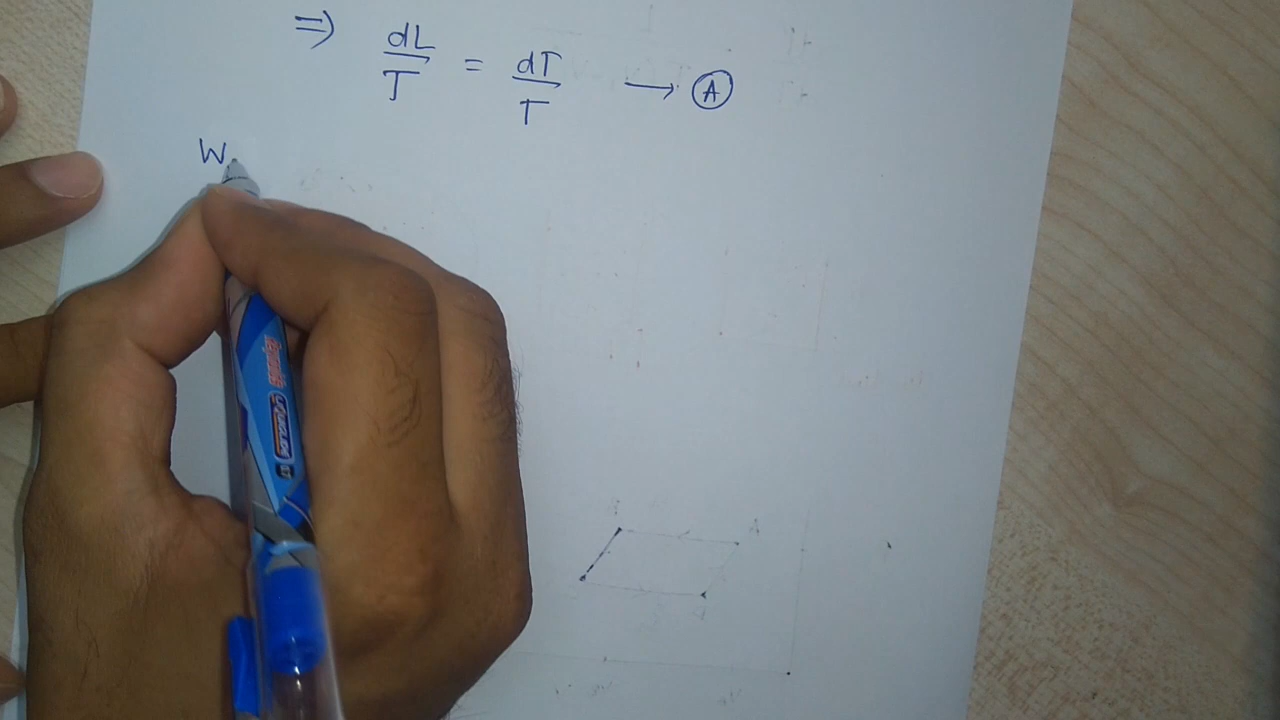 ⇒ dL/T = dT/T → Ⓐ
W